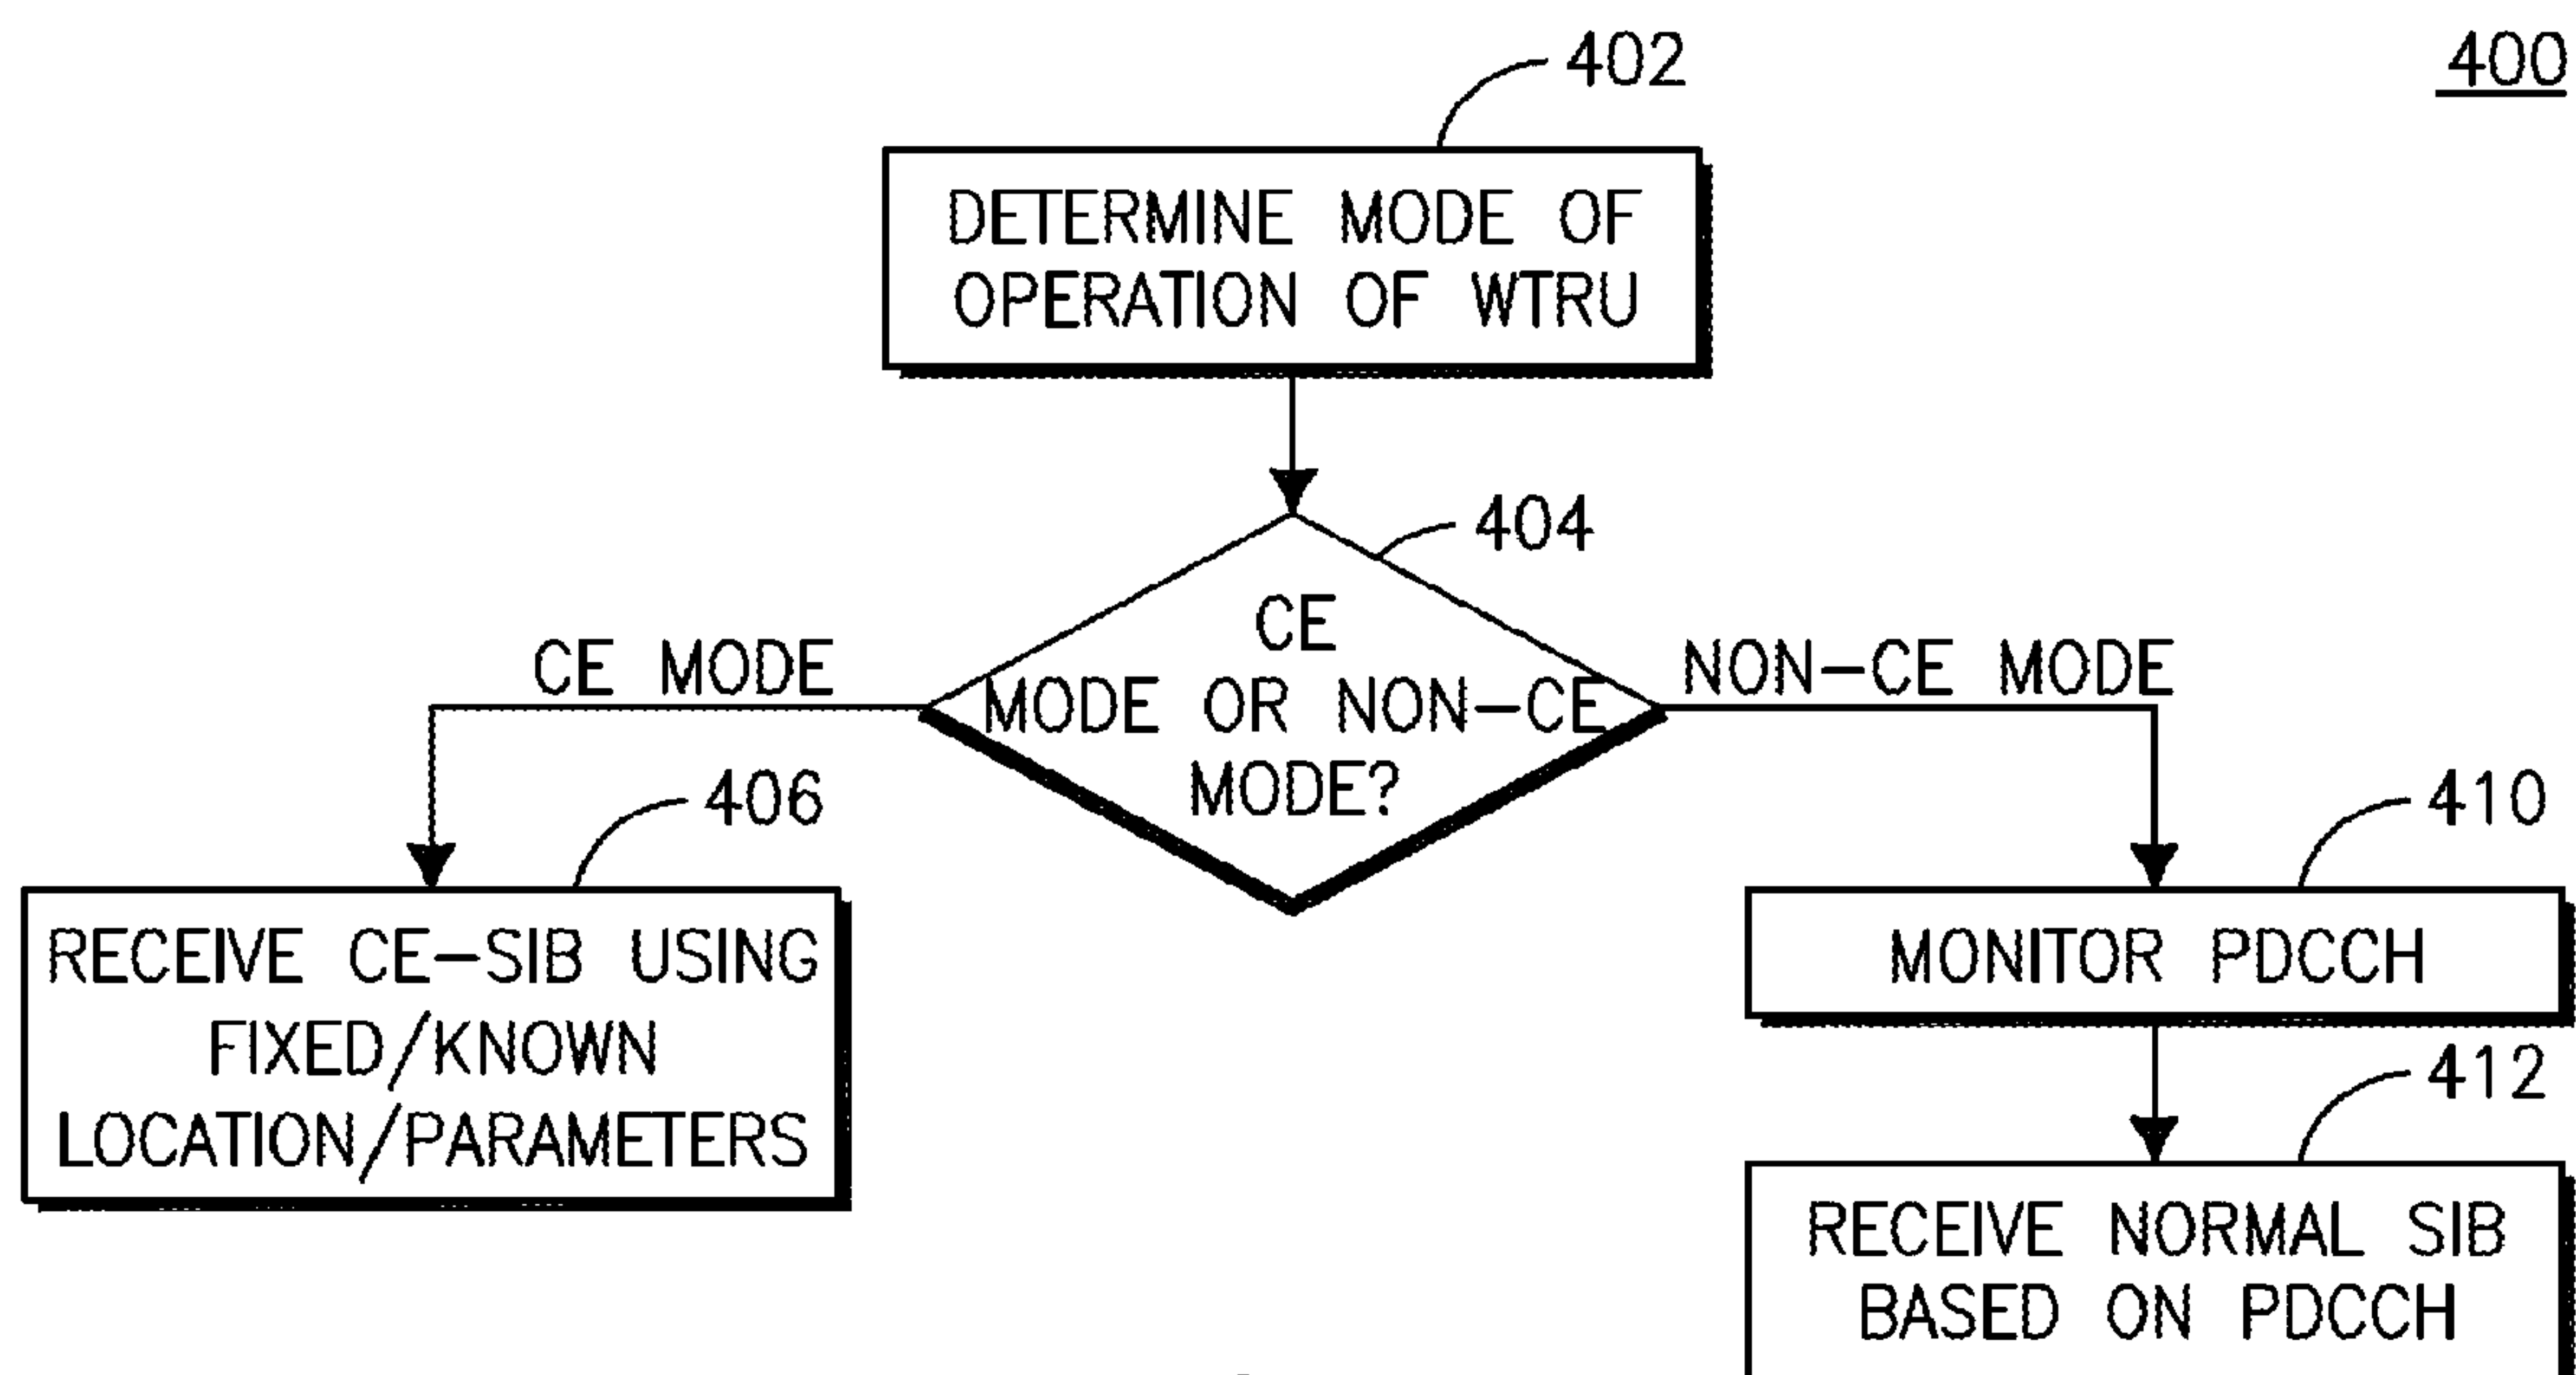 400
402
DETERMINE MODE OF
OPERATION OF WTRU
404
CE
MODE OR NON-CE
MODE?
CE MODE
NON-CE MODE
406
RECEIVE CE-SIB USING
FIXED/KNOWN
LOCATION/PARAMETERS
410
MONITOR PDCCH
412
RECEIVE NORMAL SIB
BASED ON PDCCH